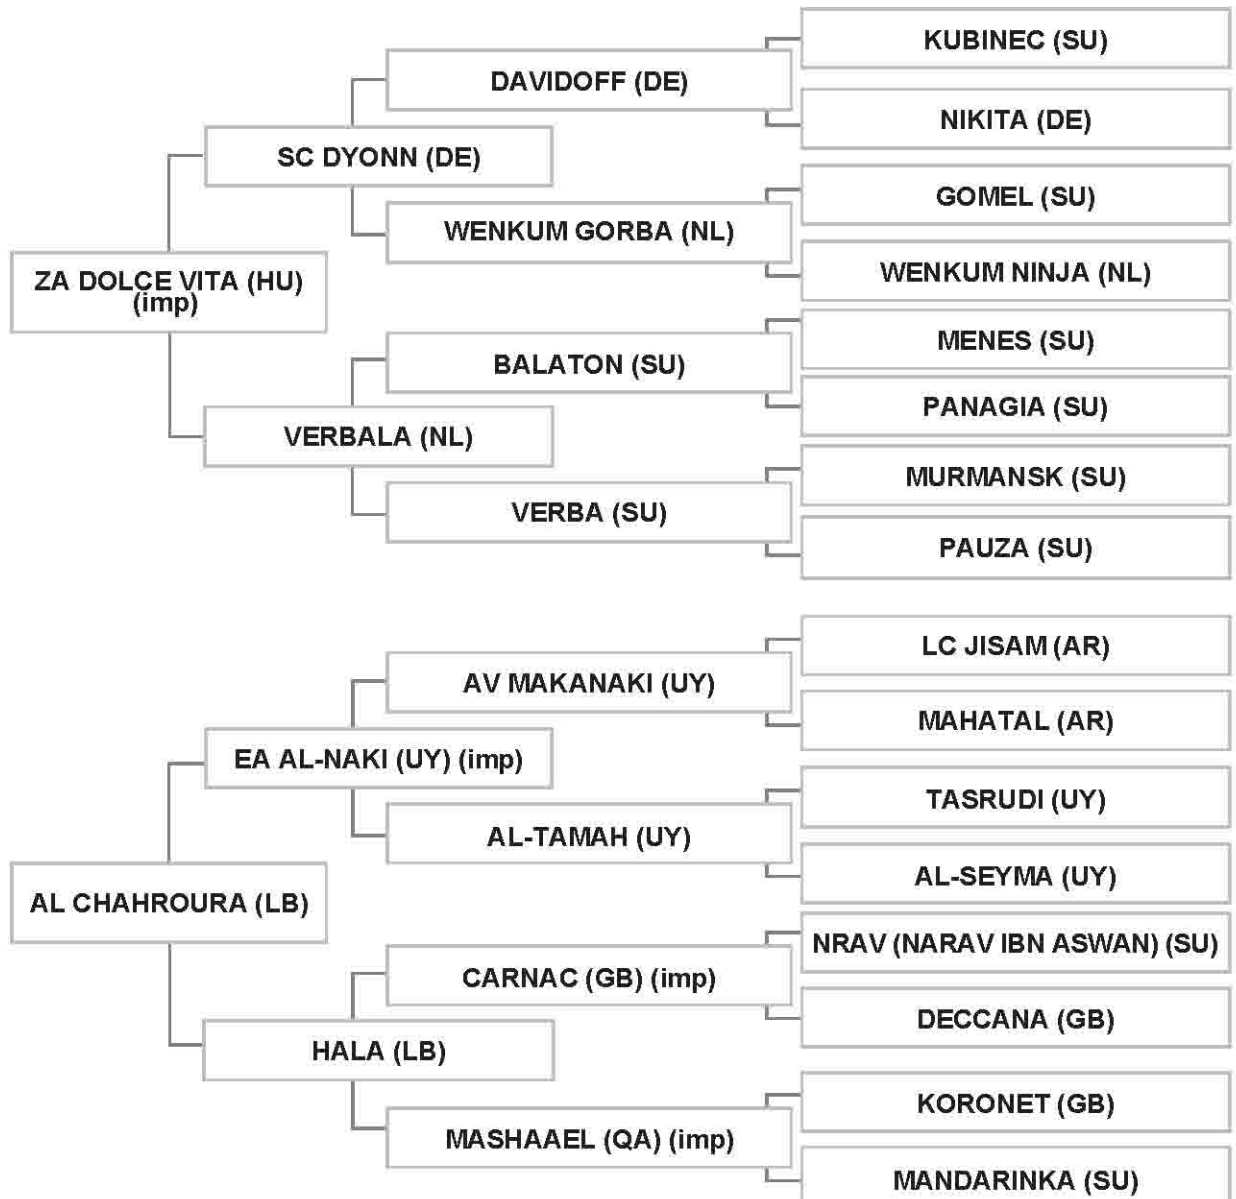 KUBINEC (SU)
DAVIDOFF (DE)
NIKITA (DE)
SC DYONN (DE)
GOMEL (SU)
WENKUM GORBA (NL)
WENKUM NINJA (NL)
ZA DOLCE VITA (HU)
(imp)
MENES (SU)
BALATON (SU)
PANAGIA (SU)
VERBALA (NL)
MURMANSK (SU)
VERBA (SU)
PAUZA (SU)
LC JISAM (AR)
AV MAKANAKI (UY)
MAHATAL (AR)
EA AL-NAKI (UY) (imp)
TASRUDI (UY)
AL-TAMAH (UY)
AL-SEYMA (UY)
AL CHAHROURA (LB)
NRAV (NARAV IBN ASWAN) (SU)
CARNAC (GB) (imp)
DECCANA (GB)
HALA (LB)
KORONET (GB)
MASHAAEL (QA) (imp)
MANDARINKA (SU)